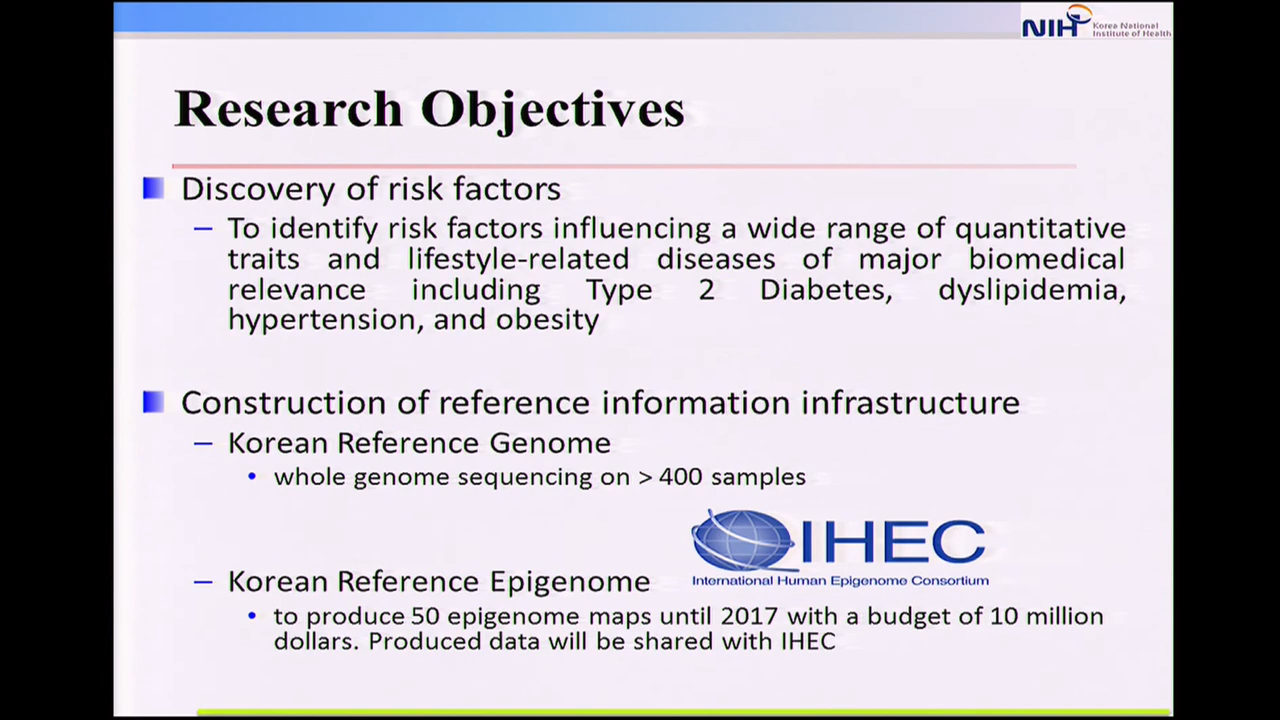 NIH Korea National
Institute of Health
Research Objectives
Discovery of risk factors
– To identify risk factors influencing a wide range of quantitative
traits and lifestyle-related diseases of major biomedical
relevance including Type 2 Diabetes, dyslipidemia,
hypertension, and obesity
Construction of reference information infrastructure
– Korean Reference Genome
• whole genome sequencing on > 400 samples
IHEC
International Human Epigenome Consortium
– Korean Reference Epigenome
• to produce 50 epigenome maps until 2017 with a budget of 10 million
dollars. Produced data will be shared with IHEC